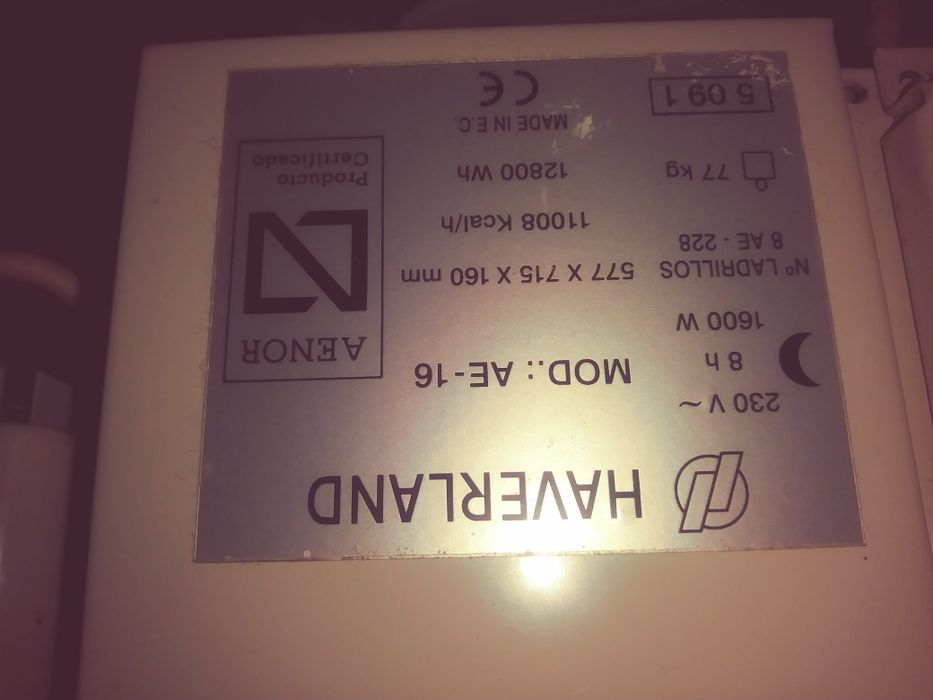 HAVERLAND
230 V ~
8 h
1600 W
Nº LADRILLOS
8 AE - 228
77 kg
5 09 1
MOD.: AE-16
577 X 715 X 160 mm
11008 Kcal/h
12800 Wh
MADE IN E.C.
CE
AENOR
Producto
Certificado